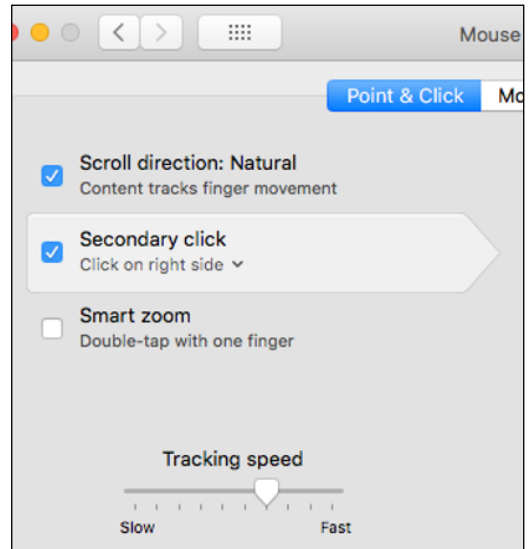 Mouse
Point & Click
Scroll direction: Natural
Content tracks finger movement
Secondary click
Click on right side
Smart zoom
Double-tap with one finger
Tracking speed
Slow Fast